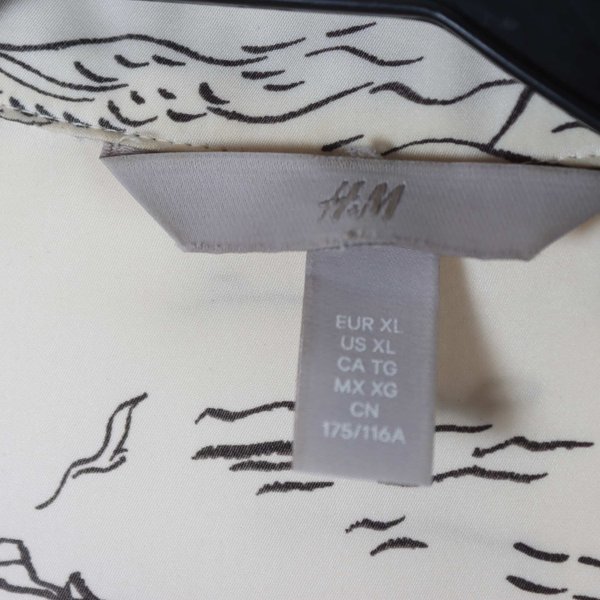 H&M
EUR XL
US XL
CA TG
MX XG
CN
175/116A